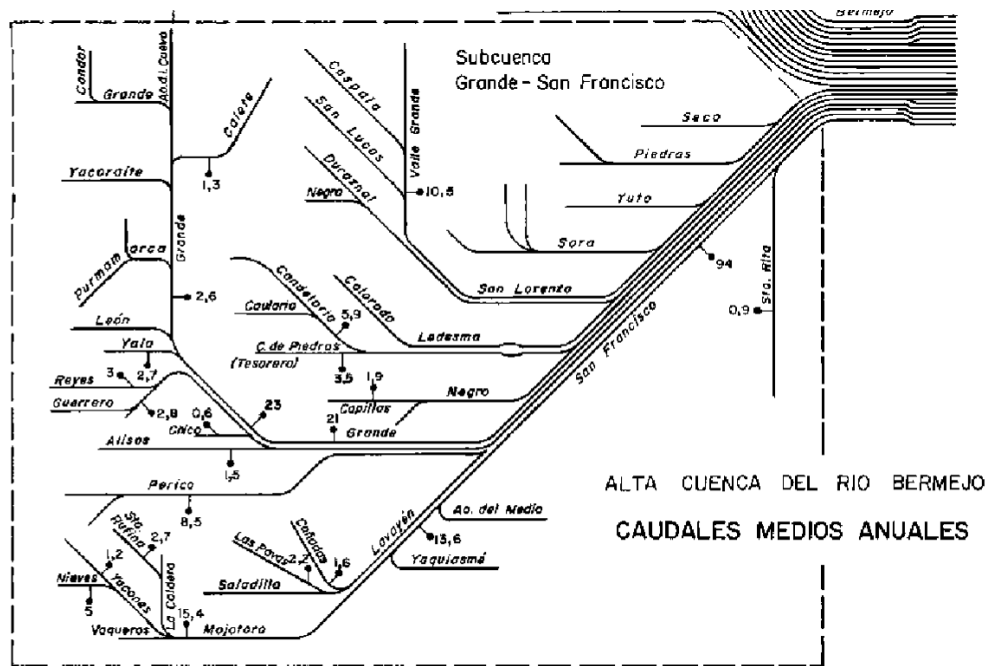 Bermejo
Subcuenca
Grande-San Francisco
Condor
Grande
Ao.d.l. Cueva
Calete
1,3
Yacoraite
Grande
Purmamarca
2,6
León
Yala
2,7
Reyes
3
Guerrero
2,8
0,6
Chico
23
Alisos
1,5
21
Grande
Caspala
San Lucas
Duraznal
Negro
Valle Grande
10,5
San Lorenzo
Candelaria
Caulario
5,9
Colorado
C. de Piedras
(Tesorero)
3,5
Ledesma
1,9
Capillas
Negro
Seco
Piedras
Yuto
Sora
94
San Francisco
Sta. Rita
0,9
Perico
8,5
Sta. Rufina
2,7
1,2
Nieves
5
Yacones
La Caldera
Vaqueros
15,4
Mojotoro
Las Pavas
2,2
Cañadas
1,6
Saladillo
Lavayén
Ao. del Medio
13,6
Yaquiasmé
ALTA CUENCA DEL RIO BERMEJO
CAUDALES MEDIOS ANUALES